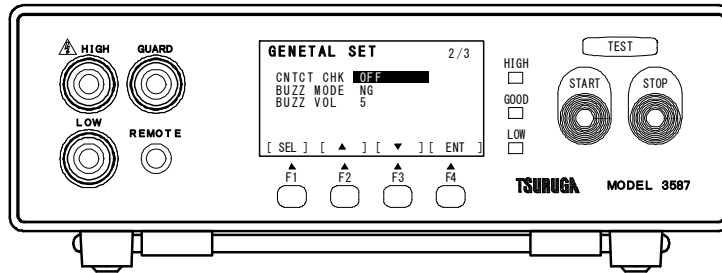 HIGH GUARD
LOW
REMOTE
GENETAL SET 2/3
CNTCT CHK OFF
BUZZ MODE NG
BUZZ VOL 5
[ SEL ] [ ▲ ] [ ▼ ] [ ENT ]
F1 F2 F3 F4
HIGH
GOOD
LOW
TEST
START STOP
TSURUGA MODEL 3587